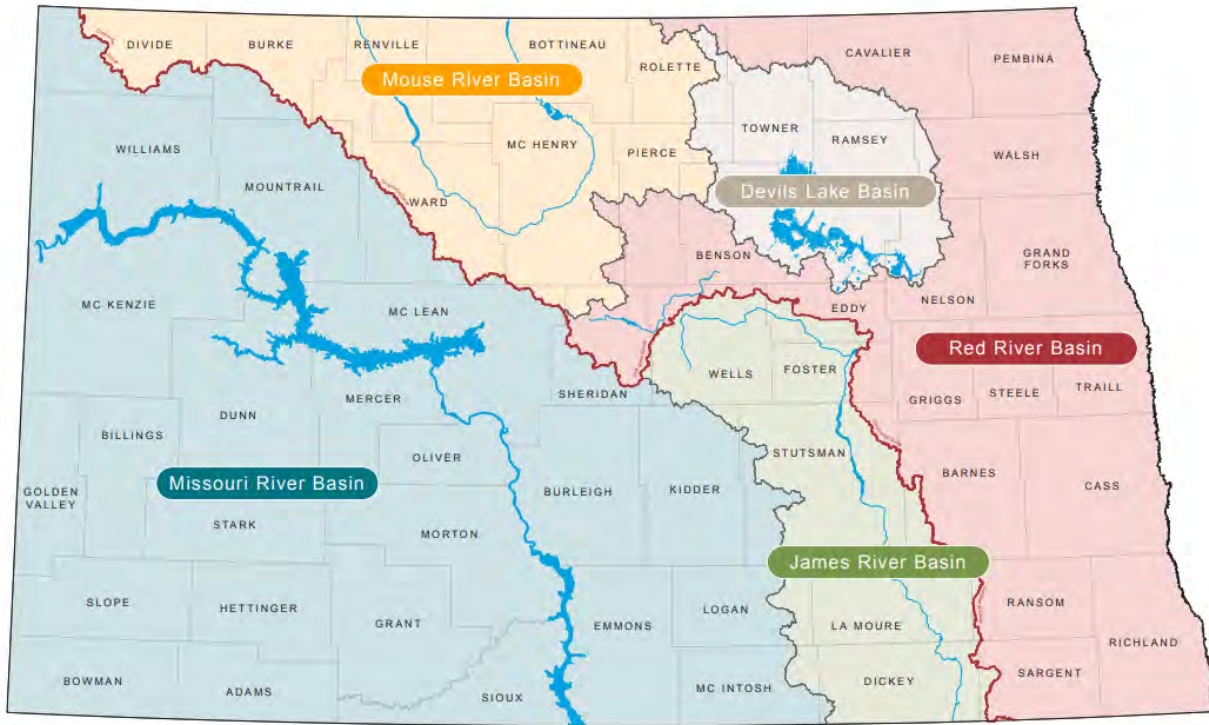 DIVIDE
BURKE
RENVILLE
BOTTINEAU
ROLETTE
CAVALIER
PEMBINA
Mouse River Basin
TOWNER
RAMSEY
WILLIAMS
MC HENRY
PIERCE
WALSH
MOUNTRAIL
WARD
Devils Lake Basin
BENSON
GRAND
FORKS
MC KENZIE
MC LEAN
EDDY
NELSON
Red River Basin
WELLS
FOSTER
SHERIDAN
GRIGGS
STEELE
TRAILL
MERCER
DUNN
BILLINGS
OLIVER
STUTSMAN
BARNES
CASS
Missouri River Basin
GOLDEN
VALLEY
BURLEIGH
KIDDER
STARK
MORTON
James River Basin
SLOPE
HETTINGER
GRANT
EMMONS
LOGAN
LA MOURE
RANSOM
RICHLAND
BOWMAN
ADAMS
SIOUX
MC INTOSH
DICKEY
SARGENT